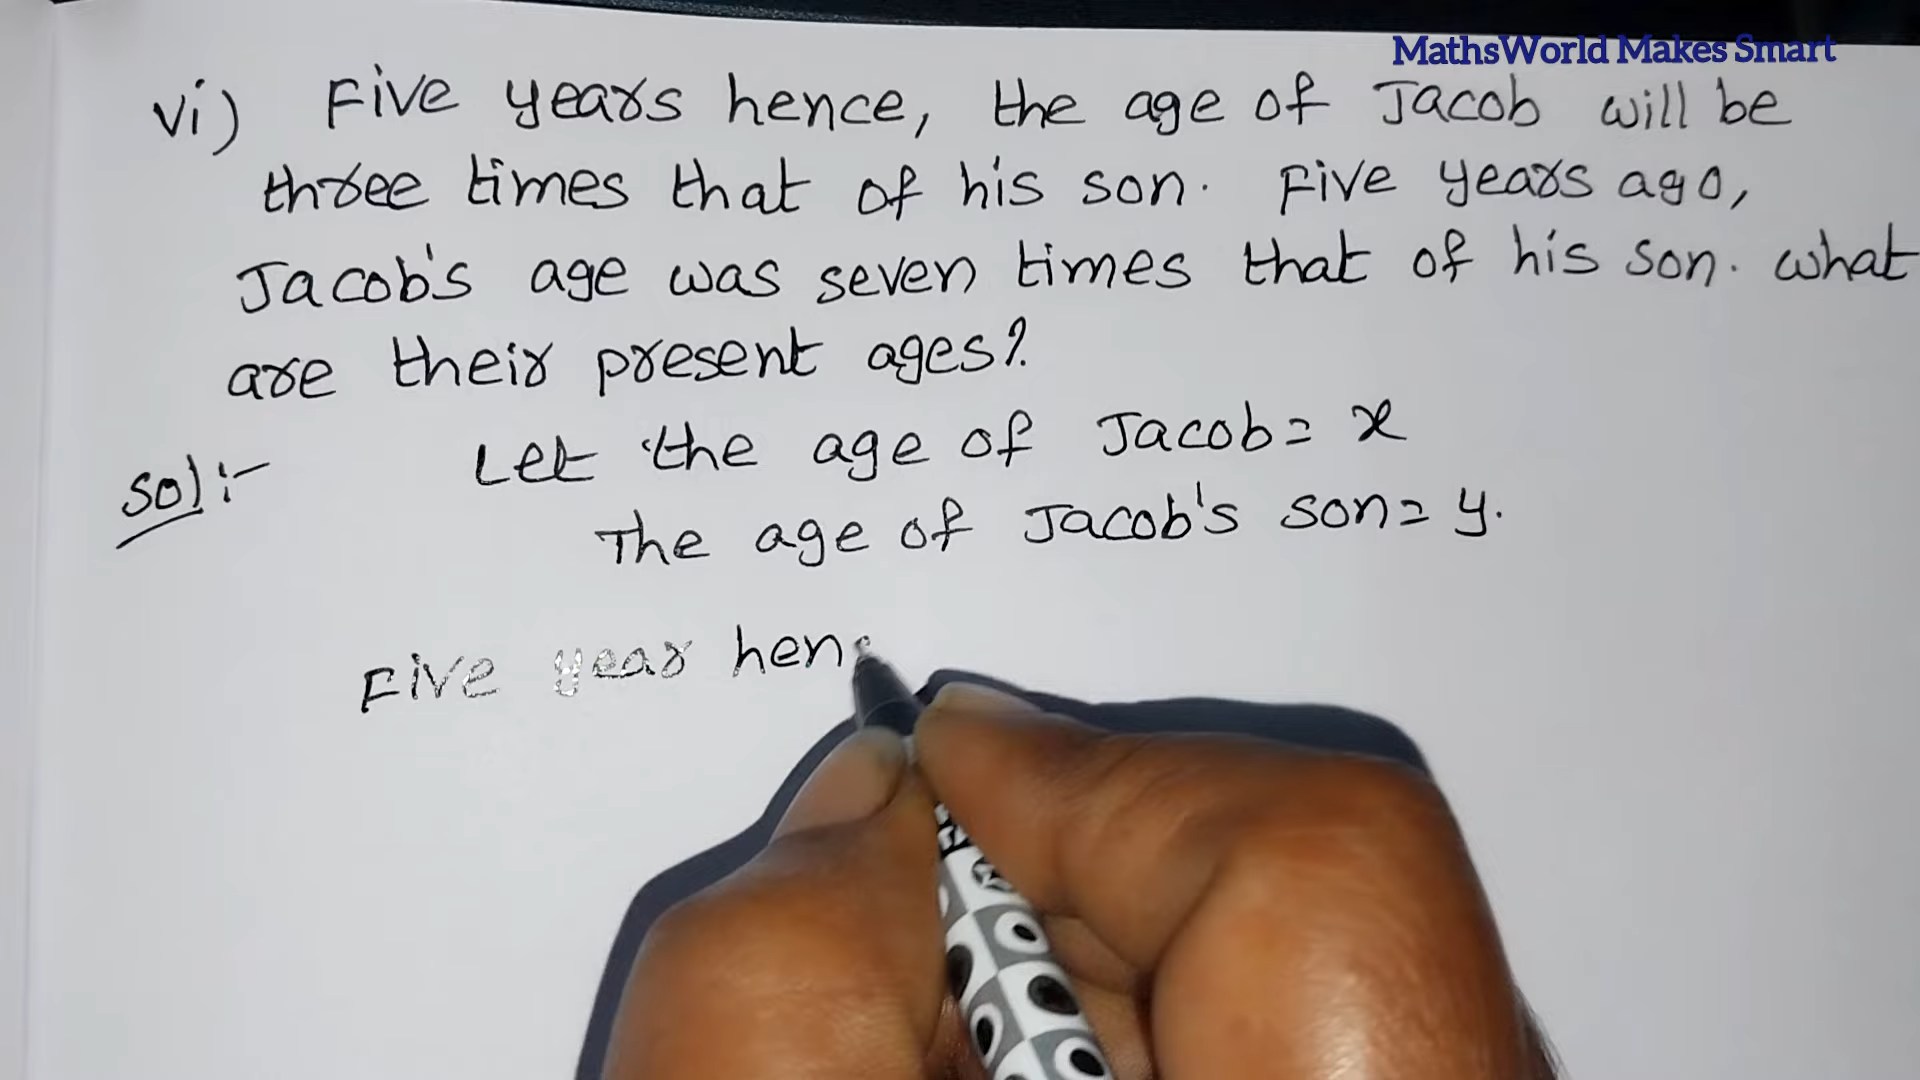 MathsWorld Makes Smart
vi) Five years hence, the age of Jacob will be
three times that of his son. Five years ago,
Jacob's age was seven times that of his son. what
are their present ages?
Sol:- Let the age of Jacob = x
The age of Jacob's son = y.
Five year hen